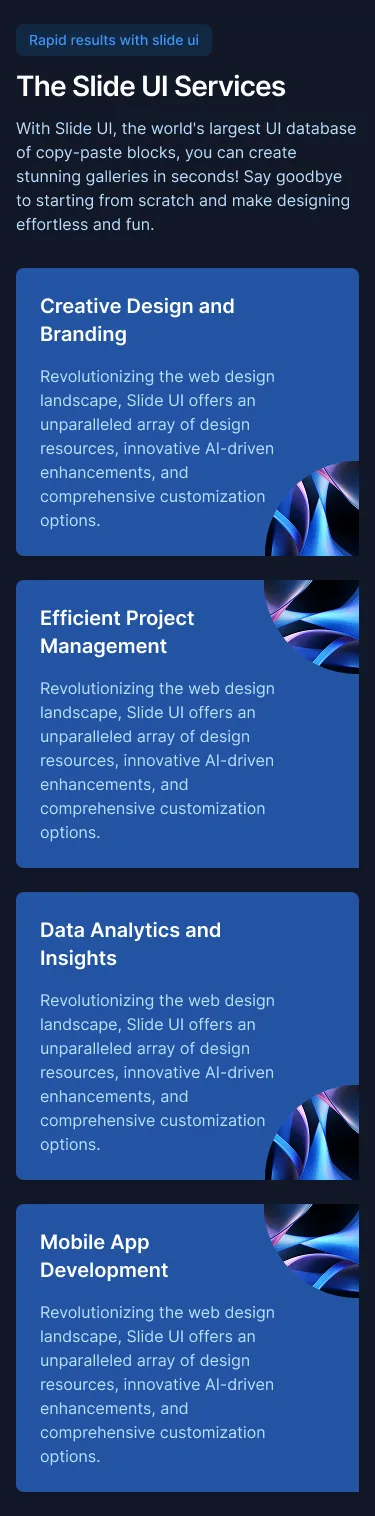 Rapid results with slide ui
The Slide UI Services
With Slide UI, the world's largest UI database
of copy-paste blocks, you can create
stunning galleries in seconds! Say goodbye
to starting from scratch and make designing
effortless and fun.
Creative Design and
Branding
Revolutionizing the web design
landscape, Slide UI offers an
unparalleled array of design
resources, innovative AI-driven
enhancements, and
comprehensive customization
options.
Efficient Project
Management
Revolutionizing the web design
landscape, Slide UI offers an
unparalleled array of design
resources, innovative AI-driven
enhancements, and
comprehensive customization
options.
Data Analytics and
Insights
Revolutionizing the web design
landscape, Slide UI offers an
unparalleled array of design
resources, innovative AI-driven
enhancements, and
comprehensive customization
options.
Mobile App
Development
Revolutionizing the web design
landscape, Slide UI offers an
unparalleled array of design
resources, innovative AI-driven
enhancements, and
comprehensive customization
options.